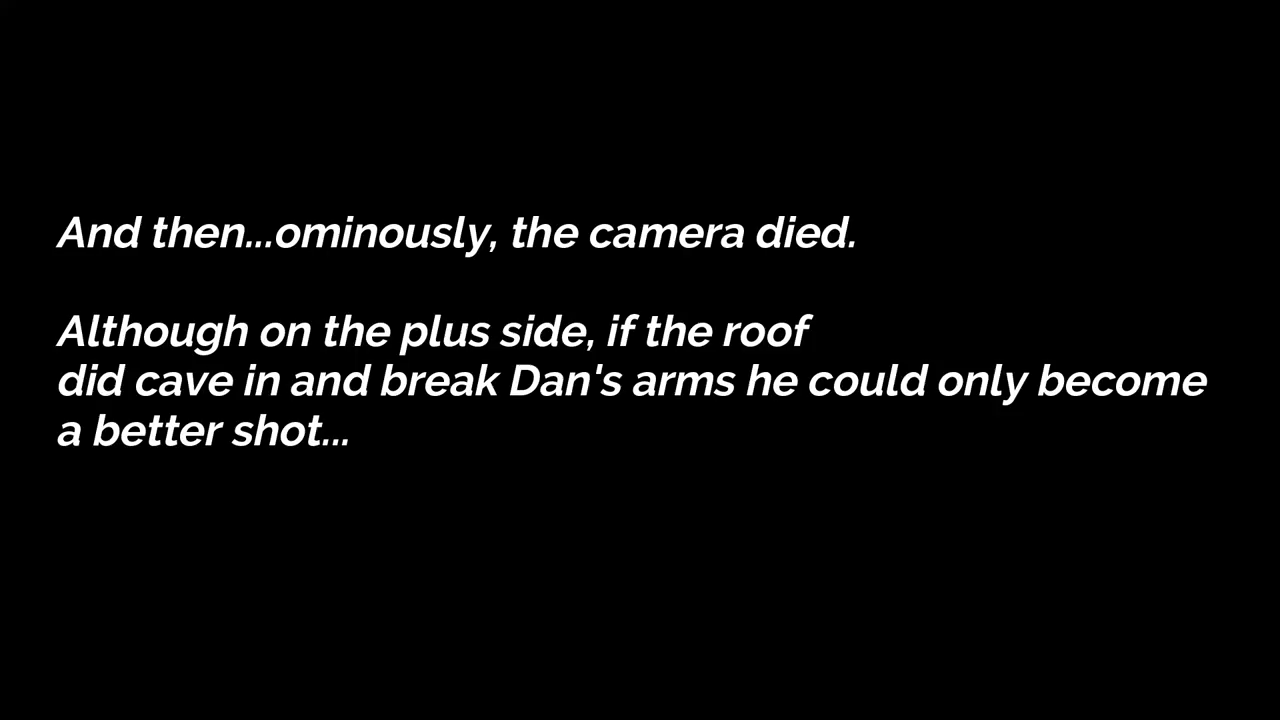 And then...ominously, the camera died.
Although on the plus side, if the roof
did cave in and break Dan's arms he could only become
a better shot...